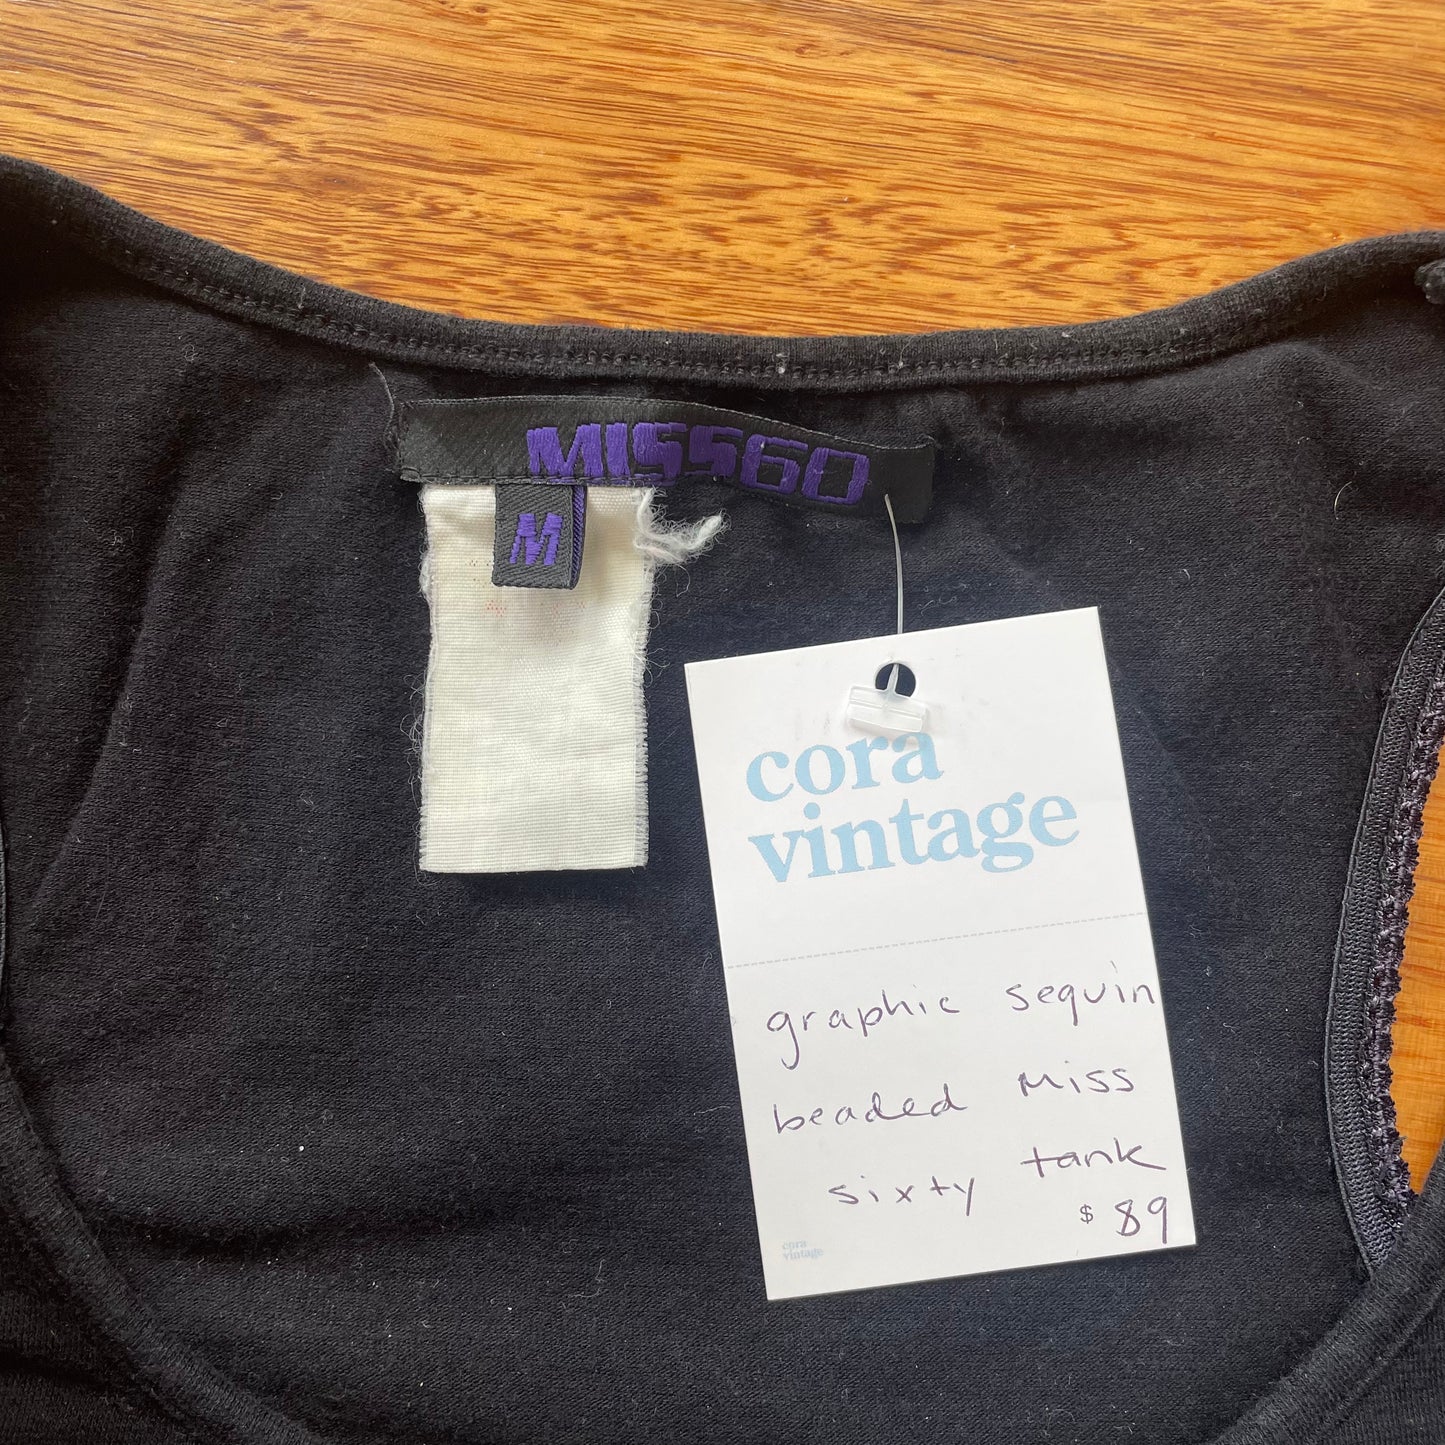 MISS60
M
cora
vintage
graphic sequin
beaded Miss
sixty tank
$89
cora
vintage